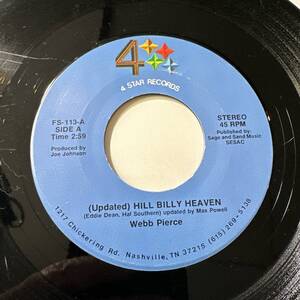 4
4 STAR RECORDS
FS-113-A
SIDE A
Time 2:59
Produced by
Joe Johnson
STEREO
45 RPM
Published by:
Sage and Sand Music
SESAC
(Updated) HILL BILLY HEAVEN
(Eddie Dean, Hal Southern) updated by Max Powell
Webb Pierce
1317 Chickering Rd. Nashville, TN 37215 (615) 269-5138